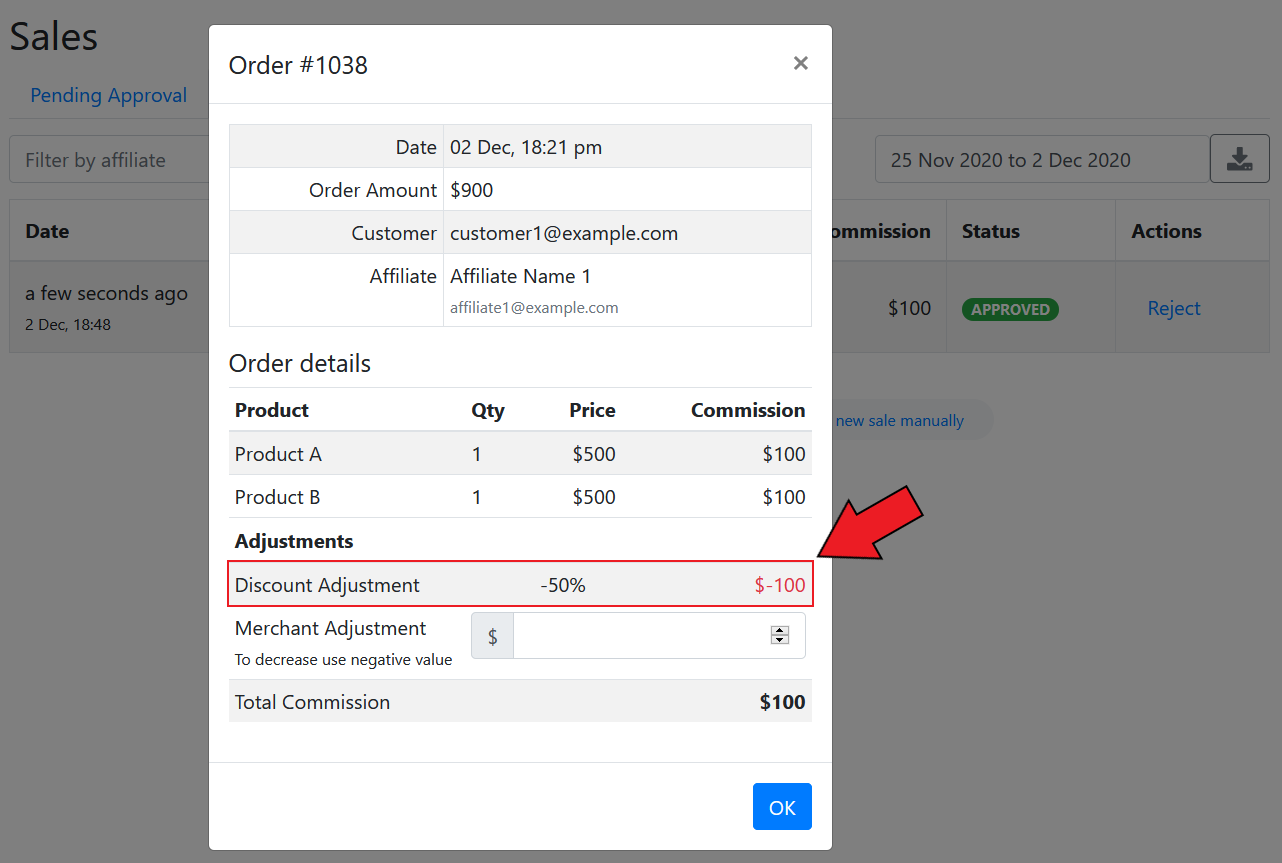 Sales
Pending Approval
Filter by affiliate
25 Nov 2020 to 2 Dec 2020
Date ommission Status Actions
a few seconds ago $100 APPROVED Reject
2 Dec, 18:48
new sale manually
Order #1038 ×
Date 02 Dec, 18:21 pm
Order Amount $900
Customer customer1@example.com
Affiliate Affiliate Name 1
affiliate1@example.com
Order details
Product Qty Price Commission
Product A 1 $500 $100
Product B 1 $500 $100
Adjustments
Discount Adjustment -50% $-100
Merchant Adjustment $
To decrease use negative value
Total Commission $100
OK